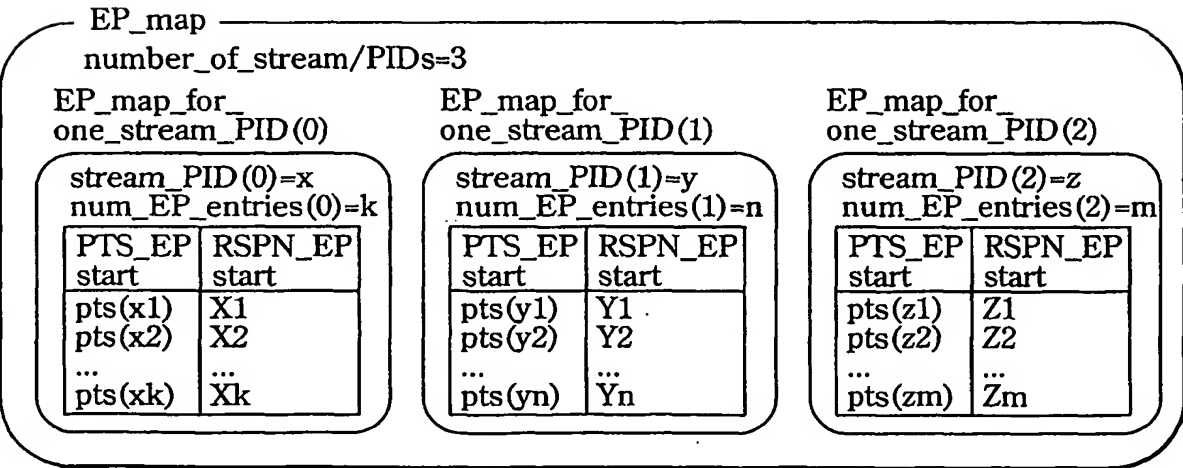 EP_map
number_of_stream/PIDs=3
EP_map_for_
one_stream_PID(0)
stream_PID(0)=x
num_EP_entries(0)=k
PTS_EP RSPN_EP
start start
pts(x1) X1
pts(x2) X2
... ...
pts(xk) Xk
EP_map_for_
one_stream_PID(1)
stream_PID(1)=y
num_EP_entries(1)=n
PTS_EP RSPN_EP
start start
pts(y1) Y1
pts(y2) Y2
... ...
pts(yn) Yn
EP_map_for_
one_stream_PID(2)
stream_PID(2)=z
num_EP_entries(2)=m
PTS_EP RSPN_EP
start start
pts(z1) Z1
pts(z2) Z2
... ...
pts(zm) Zm